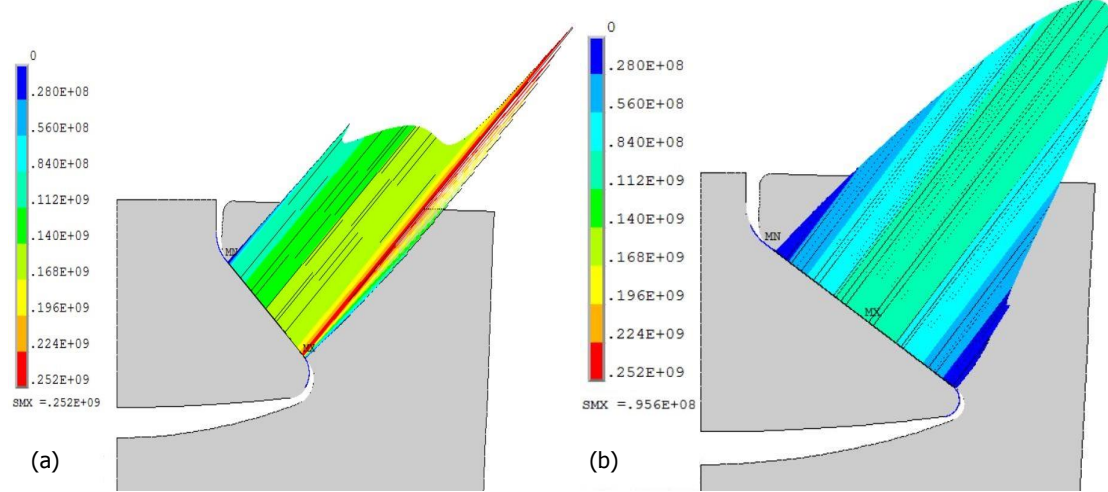 0
.280E+08
.560E+08
.840E+08
.112E+09
.140E+09
.168E+09
.196E+09
.224E+09
.252E+09
SMX =.252E+09
MN
MX
(a)
0
.280E+08
.560E+08
.840E+08
.112E+09
.140E+09
.168E+09
.196E+09
.224E+09
.252E+09
SMX =.956E+08
MN
MX
(b)